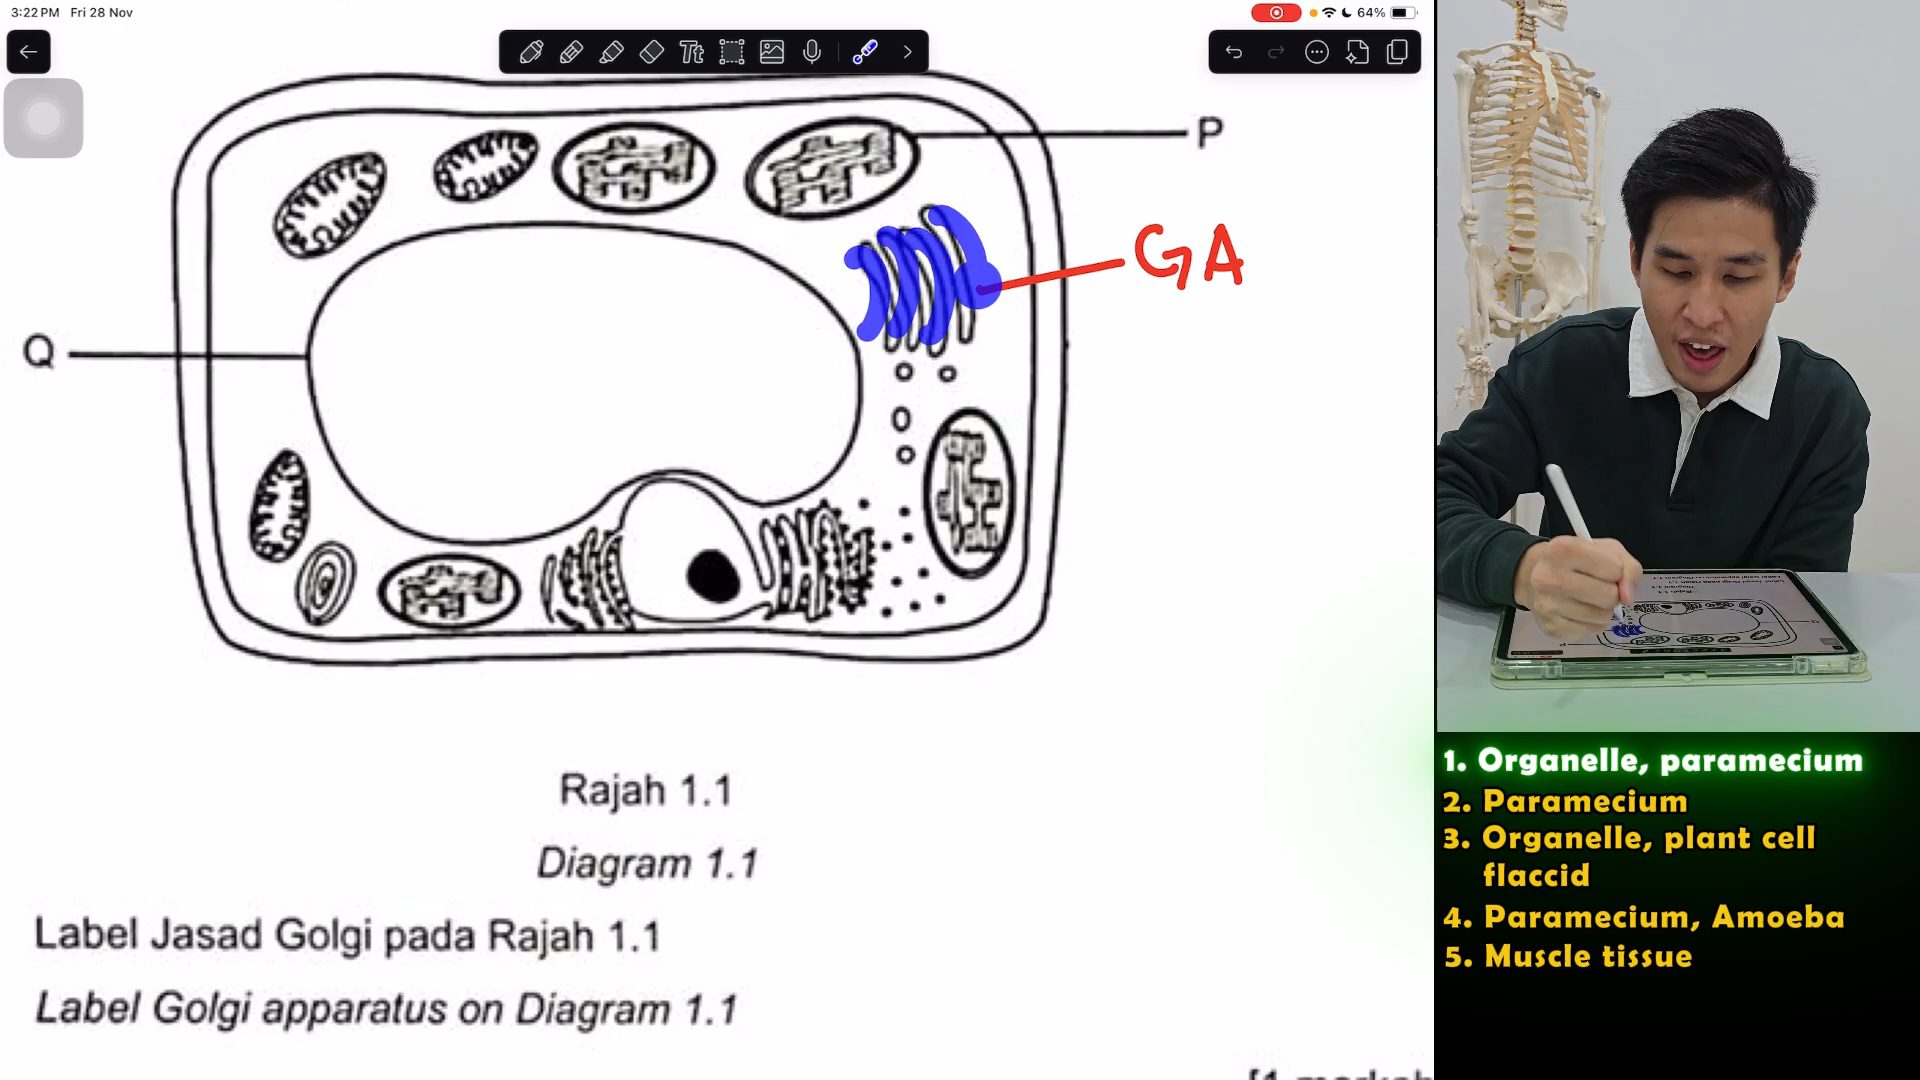 3:22 PM Fri 28 Nov
64%
Tt
P
GA
Q
Rajah 1.1
Diagram 1.1
Label Jasad Golgi pada Rajah 1.1
Label Golgi apparatus on Diagram 1.1
1. Organelle, paramecium
2. Paramecium
3. Organelle, plant cell
flaccid
4. Paramecium, Amoeba
5. Muscle tissue